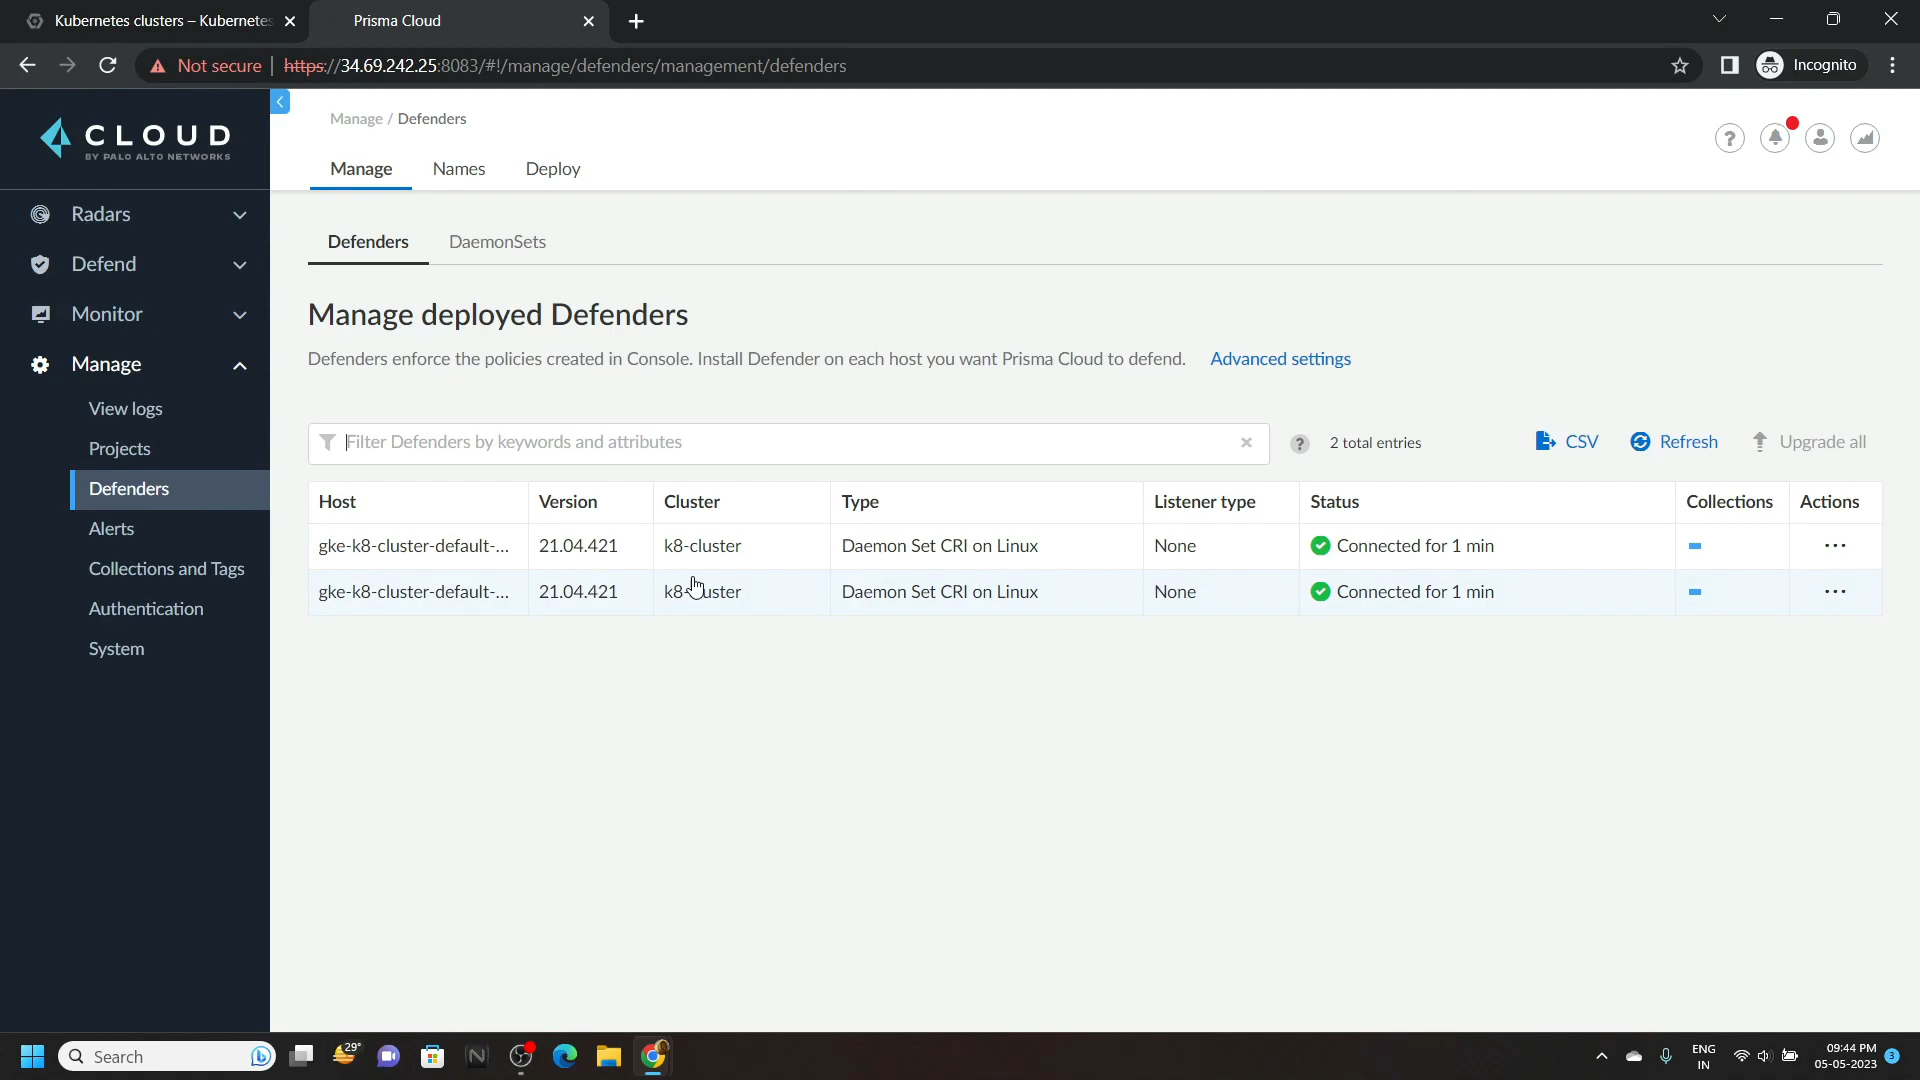 Kubernetes clusters – Kubernetes
Prisma Cloud
Not secure https://34.69.242.25:8083/#!/manage/defenders/management/defenders
Incognito
CLOUD
BY PALO ALTO NETWORKS
Manage / Defenders
Manage Names Deploy
Radars
Defend
Monitor
Manage
View logs
Projects
Defenders
Alerts
Collections and Tags
Authentication
System
Defenders DaemonSets
Manage deployed Defenders
Defenders enforce the policies created in Console. Install Defender on each host you want Prisma Cloud to defend. Advanced settings
Filter Defenders by keywords and attributes
2 total entries
CSV
Refresh
Upgrade all
Host Version Cluster Type Listener type Status Collections Actions
gke-k8-cluster-default-... 21.04.421 k8-cluster Daemon Set CRI on Linux None Connected for 1 min
gke-k8-cluster-default-... 21.04.421 k8-cluster Daemon Set CRI on Linux None Connected for 1 min
Search
29°
ENG
IN
09:44 PM
05-05-2023
3